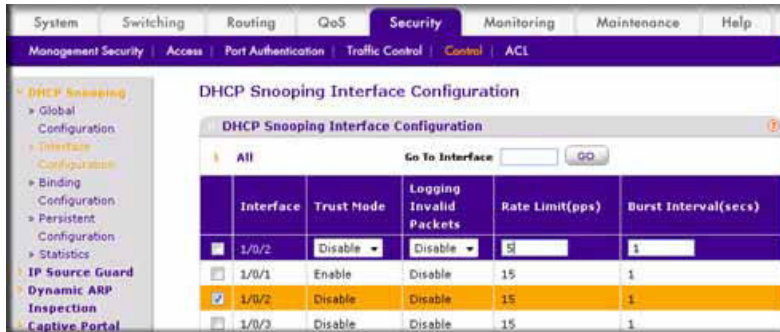 System Switching Routing QoS Security Monitoring Maintenance Help
Management Security Access Port Authentication Traffic Control Control ACL
DHCP Snooping
Global
Configuration
Interface
Configuration
Binding
Configuration
Persistent
Configuration
Statistics
IP Source Guard
Dynamic ARP
Inspection
Captive Portal
DHCP Snooping Interface Configuration
DHCP Snooping Interface Configuration
1 All Go To Interface GO
Interface Trust Mode Logging Invalid Packets Rate Limit(pps) Burst Interval(secs)
1/0/2 Disable Disable 5 1
1/0/1 Enable Disable 15 1
1/0/2 Disable Disable 15 1
1/0/3 Disable Disable 15 1